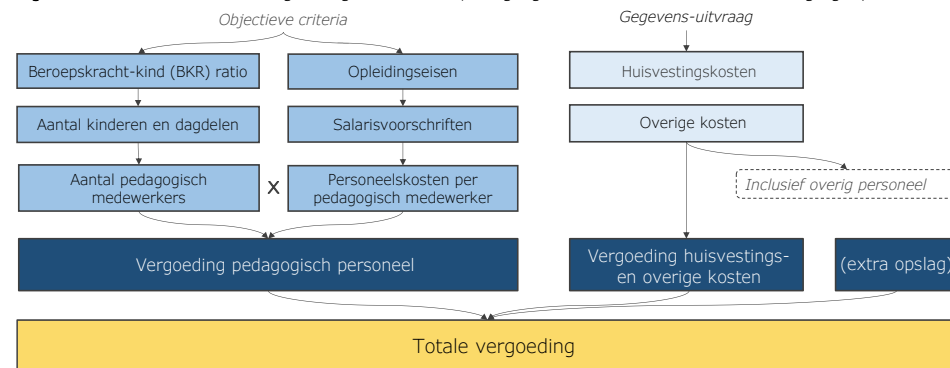 Objectieve criteria
Gegevens-uitvraag
Beroepskracht-kind (BKR) ratio
Opleidingseisen
Huisvestingskosten
Aantal kinderen en dagdelen
Salarisvoorschriften
Overige kosten
Aantal pedagogisch
medewerkers
x
Personeelskosten per
pedagogisch medewerker
Inclusief overig personeel
Vergoeding pedagogisch personeel
Vergoeding huisvestings-
en overige kosten
(extra opslag)
Totale vergoeding